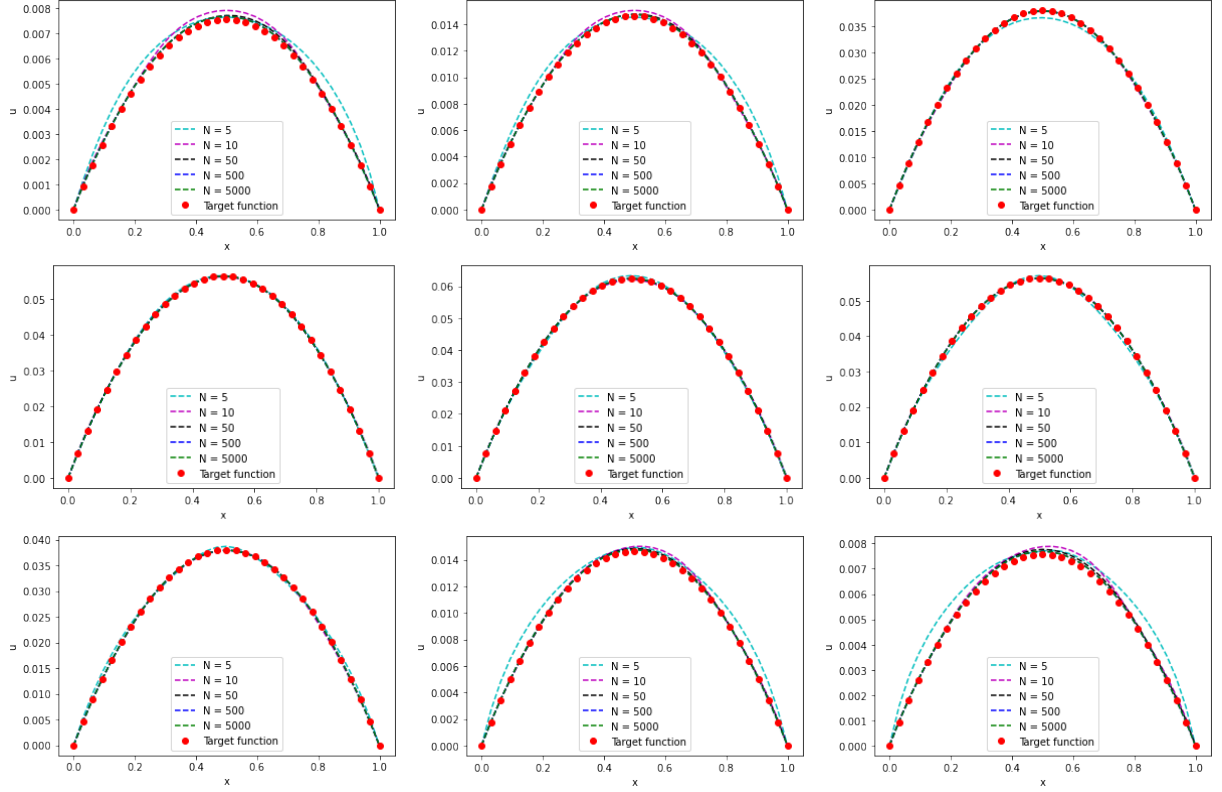 0.008
0.007
0.006
0.005
0.004
0.003
0.002
0.001
0.000
u
N = 5
N = 10
N = 50
N = 500
N = 5000
Target function
0.0 0.2 0.4 0.6 0.8 1.0
x
0.014
0.012
0.010
0.008
0.006
0.004
0.002
0.000
u
N = 5
N = 10
N = 50
N = 500
N = 5000
Target function
0.0 0.2 0.4 0.6 0.8 1.0
x
0.035
0.030
0.025
0.020
0.015
0.010
0.005
0.000
u
N = 5
N = 10
N = 50
N = 500
N = 5000
Target function
0.0 0.2 0.4 0.6 0.8 1.0
x
0.05
0.04
0.03
0.02
0.01
0.00
u
N = 5
N = 10
N = 50
N = 500
N = 5000
Target function
0.0 0.2 0.4 0.6 0.8 1.0
x
0.06
0.05
0.04
0.03
0.02
0.01
0.00
u
N = 5
N = 10
N = 50
N = 500
N = 5000
Target function
0.0 0.2 0.4 0.6 0.8 1.0
x
0.05
0.04
0.03
0.02
0.01
0.00
u
N = 5
N = 10
N = 50
N = 500
N = 5000
Target function
0.0 0.2 0.4 0.6 0.8 1.0
x
0.040
0.035
0.030
0.025
0.020
0.015
0.010
0.005
0.000
u
N = 5
N = 10
N = 50
N = 500
N = 5000
Target function
0.0 0.2 0.4 0.6 0.8 1.0
x
0.014
0.012
0.010
0.008
0.006
0.004
0.002
0.000
u
N = 5
N = 10
N = 50
N = 500
N = 5000
Target function
0.0 0.2 0.4 0.6 0.8 1.0
x
0.008
0.007
0.006
0.005
0.004
0.003
0.002
0.001
0.000
u
N = 5
N = 10
N = 50
N = 500
N = 5000
Target function
0.0 0.2 0.4 0.6 0.8 1.0
x